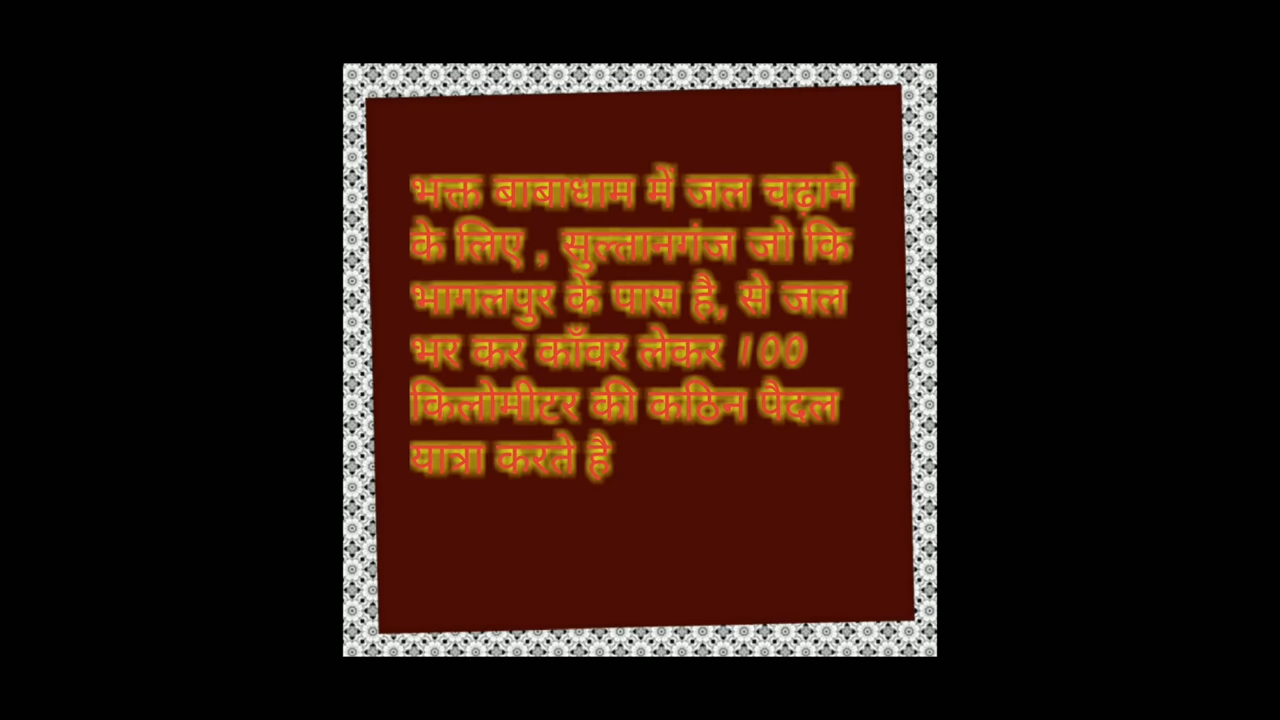 भक्त बाबाधाम में जल चढ़ाने
के लिए , सुल्तानगंज जो कि
भागलपुर के पास है, से जल
भर कर काँवर लेकर 100
किलोमीटर की कठिन पैदल
यात्रा करते है